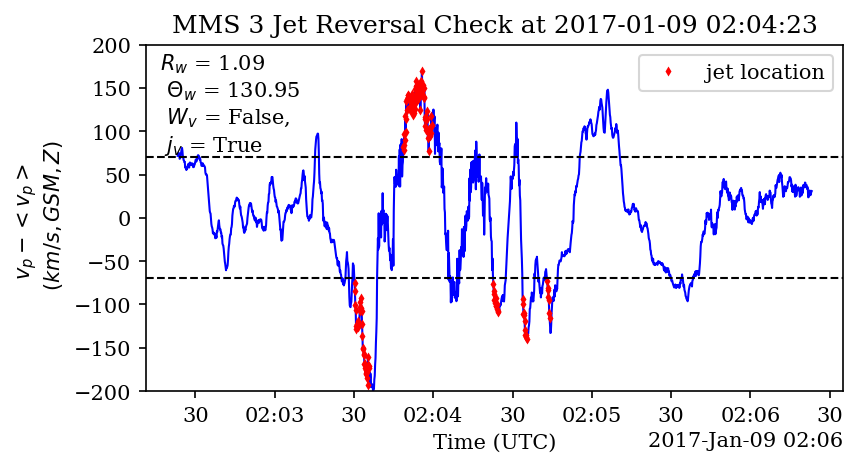 MMS 3 Jet Reversal Check at 2017-01-09 02:04:23
R_w = 1.09
Θ_w = 130.95
W_v = False,
j_v = True
jet location
v_p − < v_p >
(km/s, GSM, Z)
200
150
100
50
0
−50
−100
−150
−200
30 02:03 30 02:04 30 02:05 30 02:06 30
Time (UTC)
2017-Jan-09 02:06